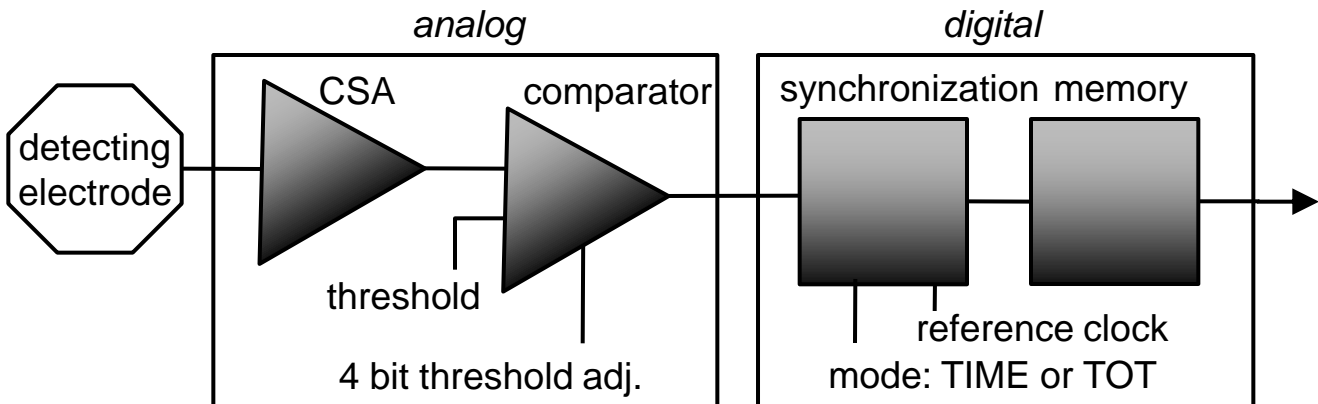 analog
digital
CSA
comparator
synchronization memory
detecting
electrode
threshold
reference clock
4 bit threshold adj.
mode: TIME or TOT